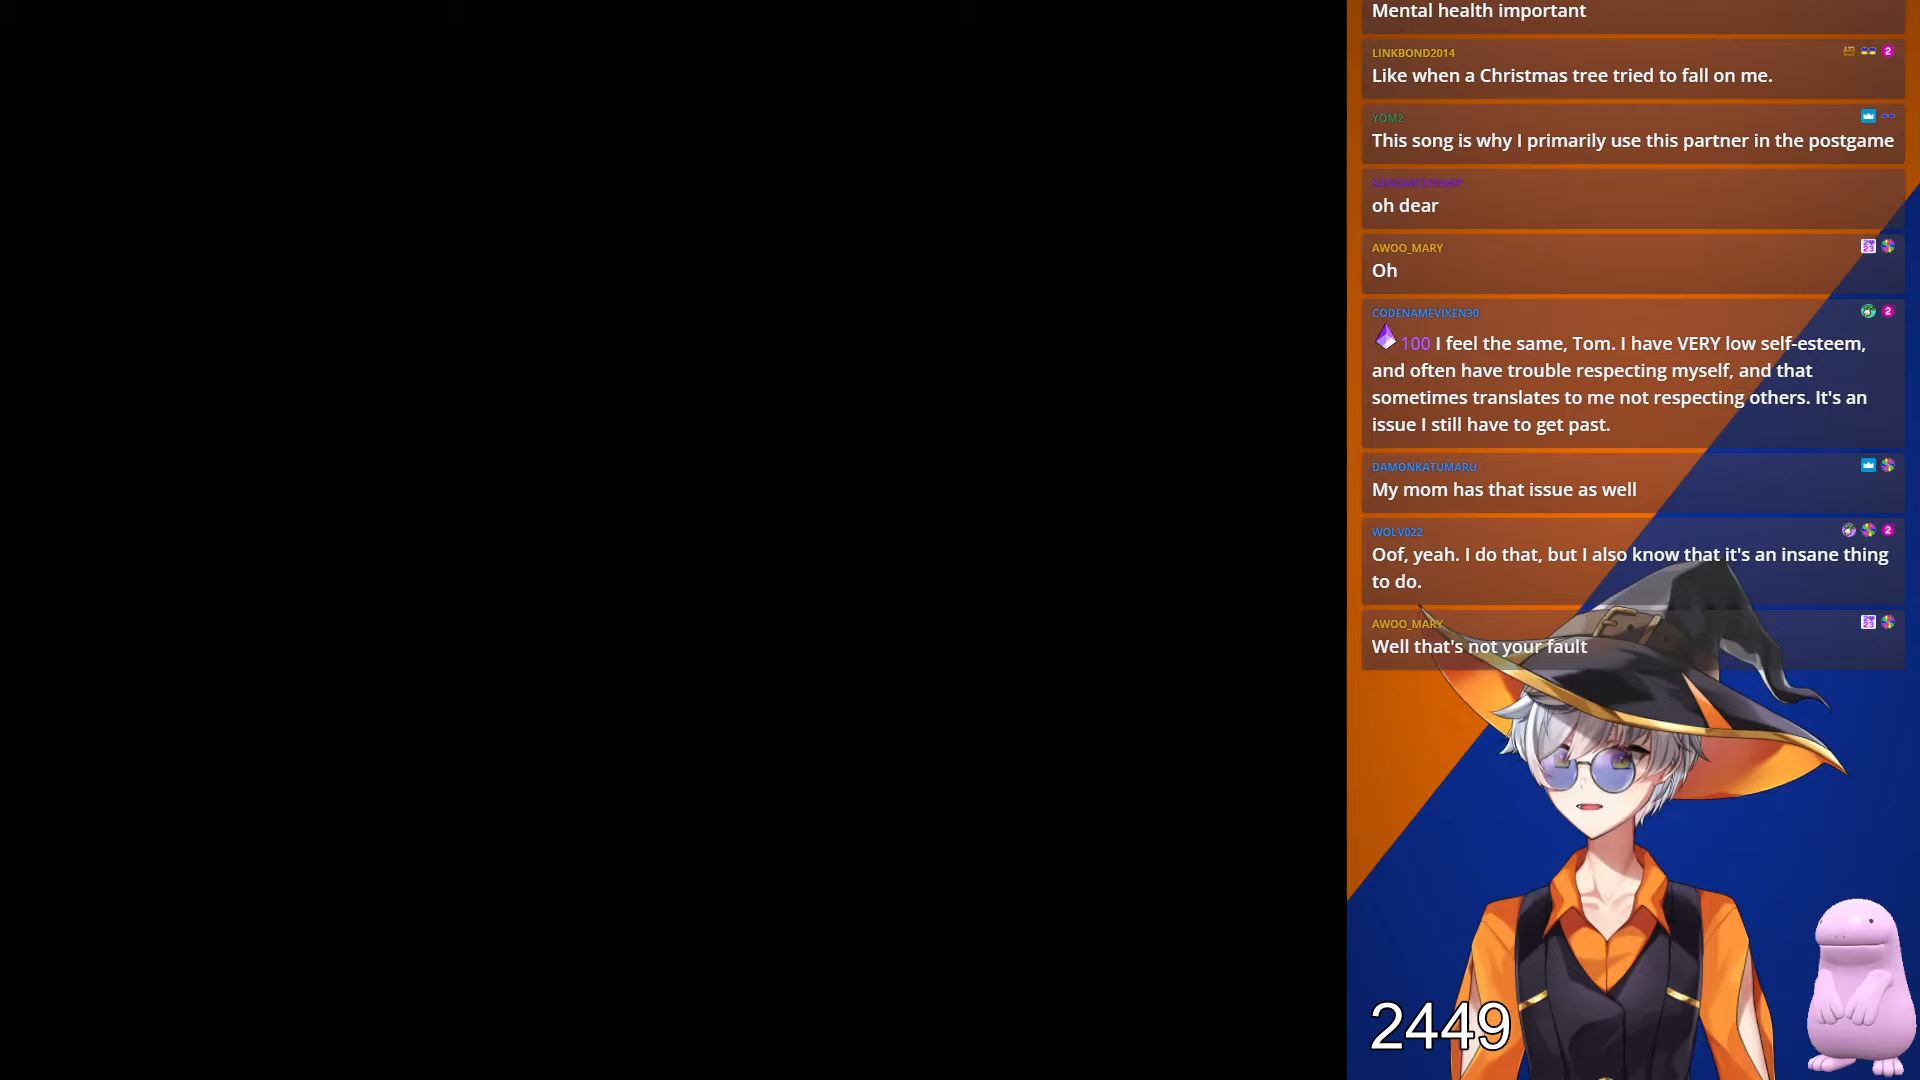 Mental health important
LINKBOND2014
2
Like when a Christmas tree tried to fall on me.
YOM2
This song is why I primarily use this partner in the postgame
oh dear
AWOO_MARY
Oh
CODENAMEVIXEN30
2
100 I feel the same, Tom. I have VERY low self-esteem,
and often have trouble respecting myself, and that
sometimes translates to me not respecting others. It's an
issue I still have to get past.
DAMONKATUMARU
My mom has that issue as well
WOLV022
2
Oof, yeah. I do that, but I also know that it's an insane thing
to do.
AWOO_MARY
Well that's not your fault
2449